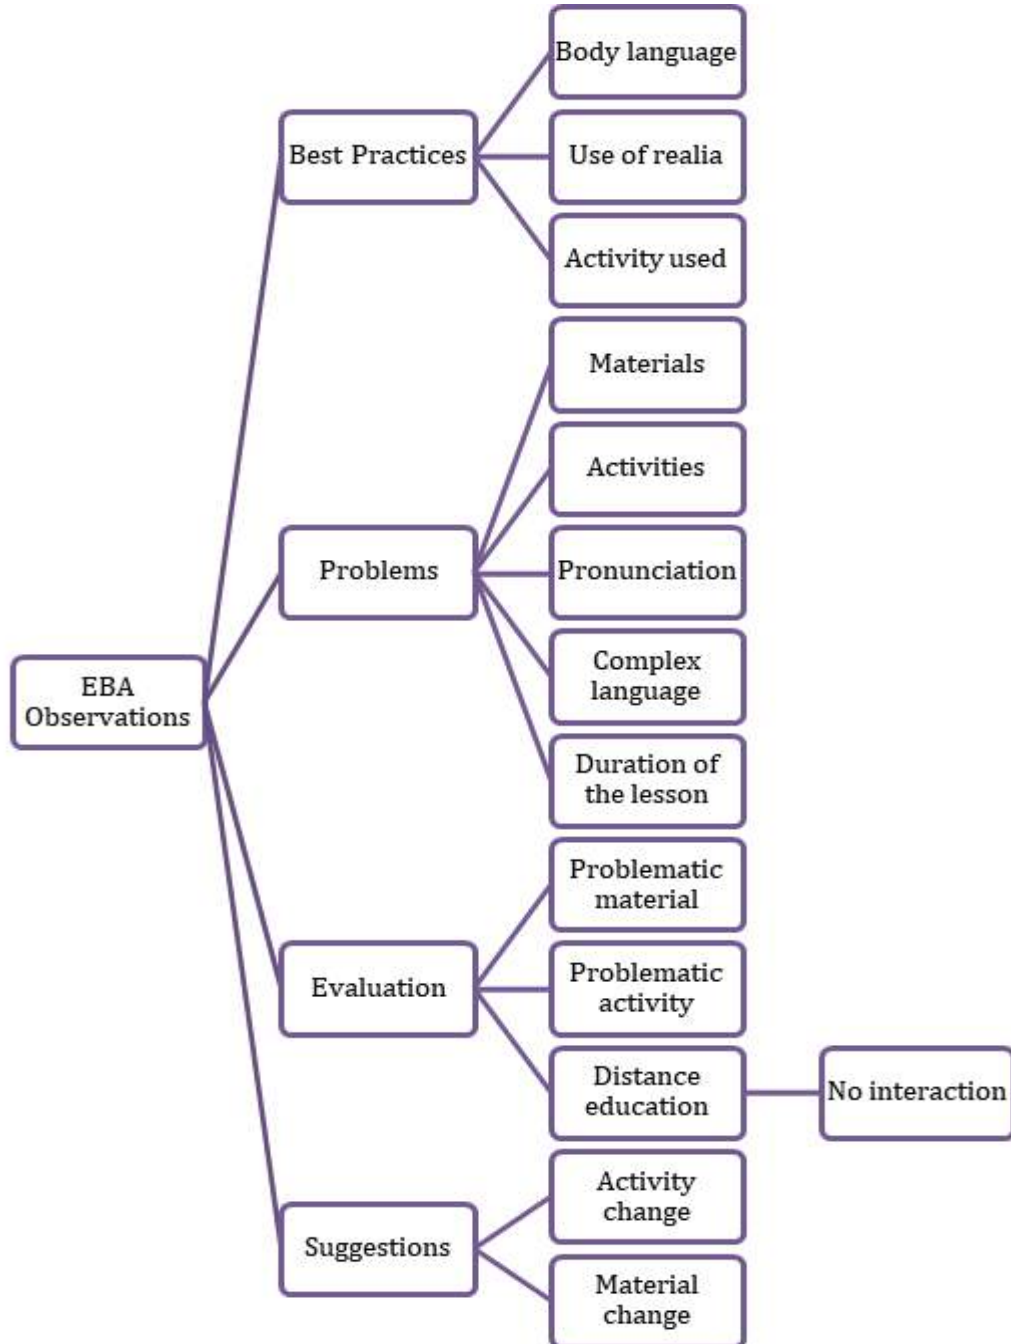 Body language
Best Practices
Use of realia
Activity used
Materials
Activities
Problems
Pronunciation
Complex
language
EBA
Observations
Duration of
the lesson
Problematic
material
Evaluation
Problematic
activity
Distance
education
No interaction
Activity
change
Suggestions
Material
change